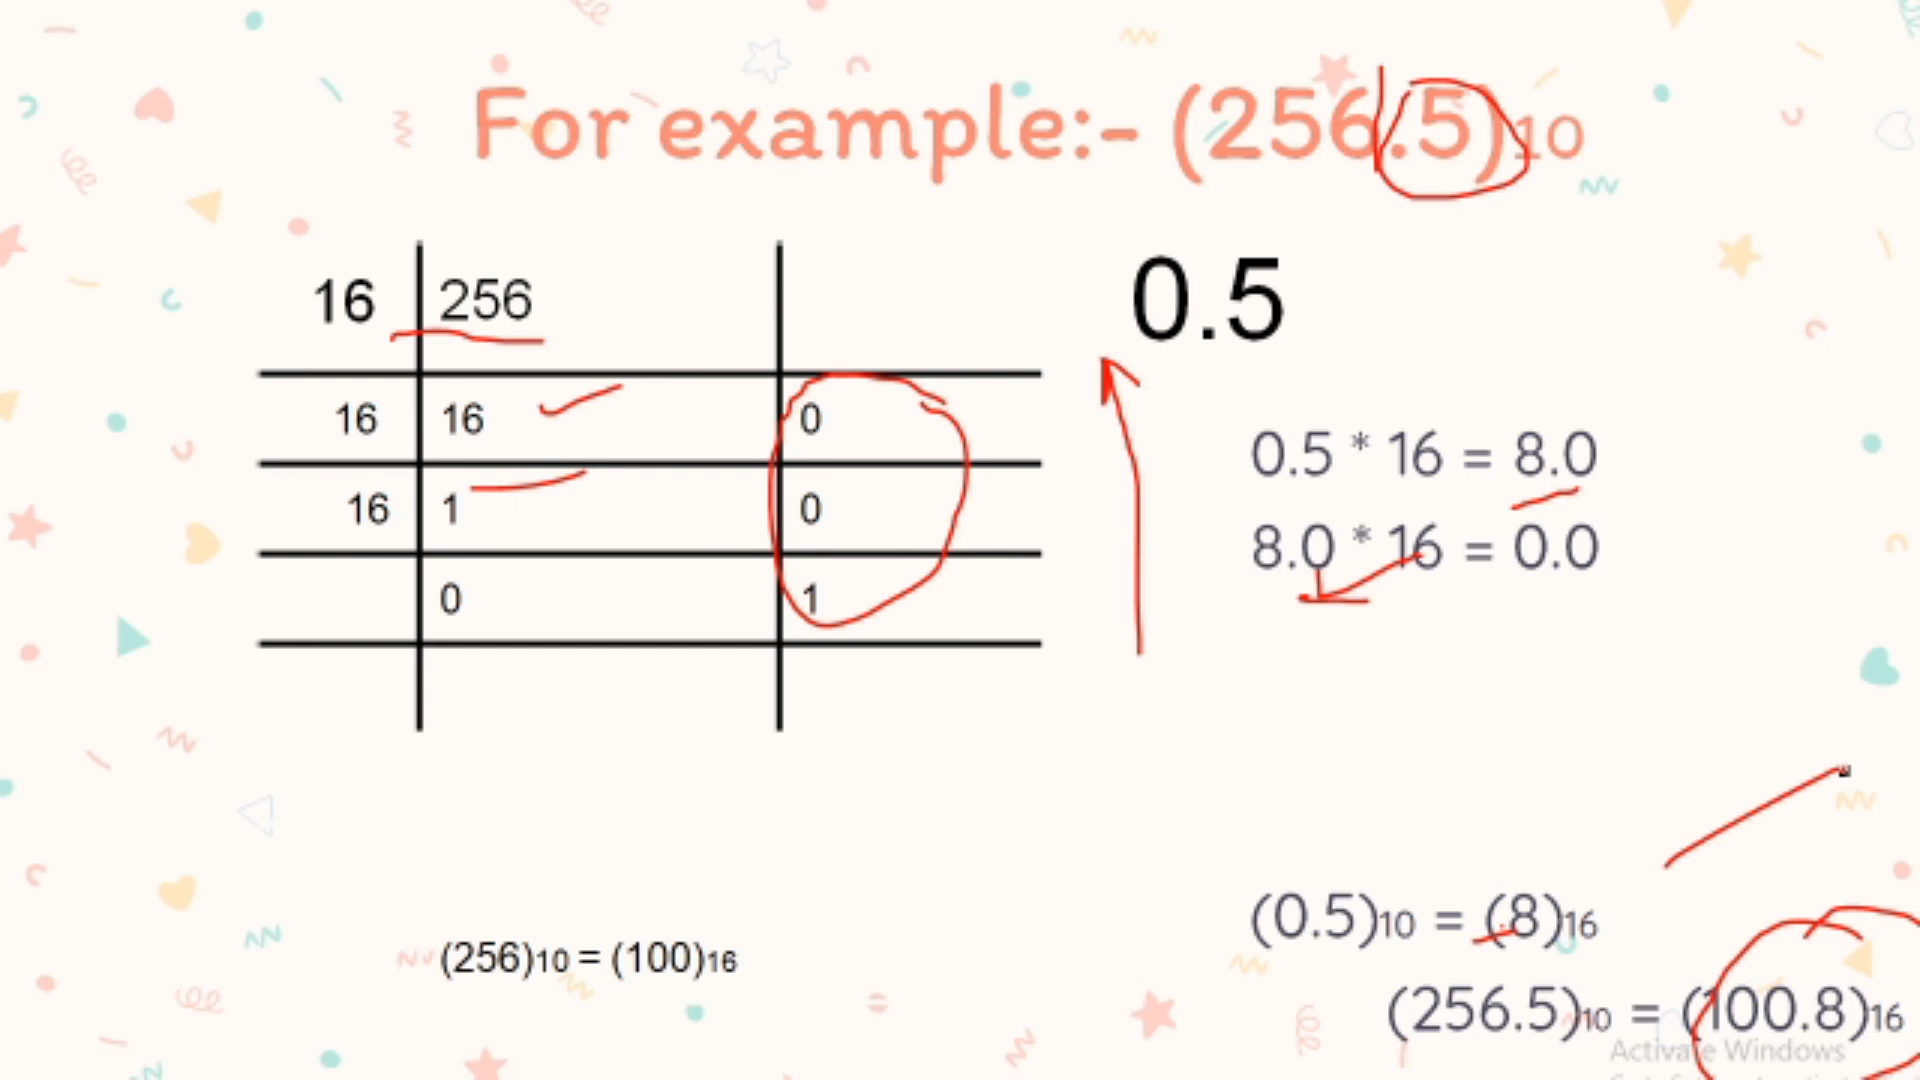 For example:- (256.5)10
16 256
16 16 0
16 1 0
0 1
(256)10 = (100)16
0.5
0.5 * 16 = 8.0
8.0 * 16 = 0.0
(0.5)10 = (8)16
(256.5)10 = (100.8)16
Activate Windows